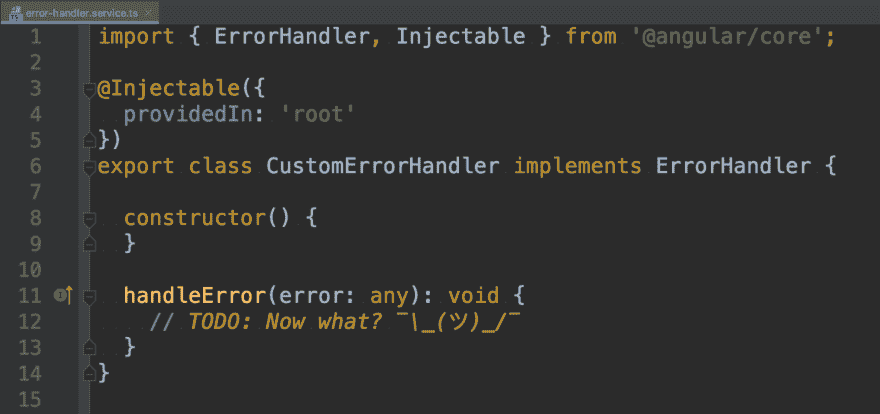 error-handler.service.ts
1 import { ErrorHandler, Injectable } from '@angular/core';
2
3 @Injectable({
4   providedIn: 'root'
5 })
6 export class CustomErrorHandler implements ErrorHandler {
7
8   constructor() {
9   }
10
11   handleError(error: any): void {
12     // TODO: Now what? ¯\_(ツ)_/¯
13   }
14 }
15